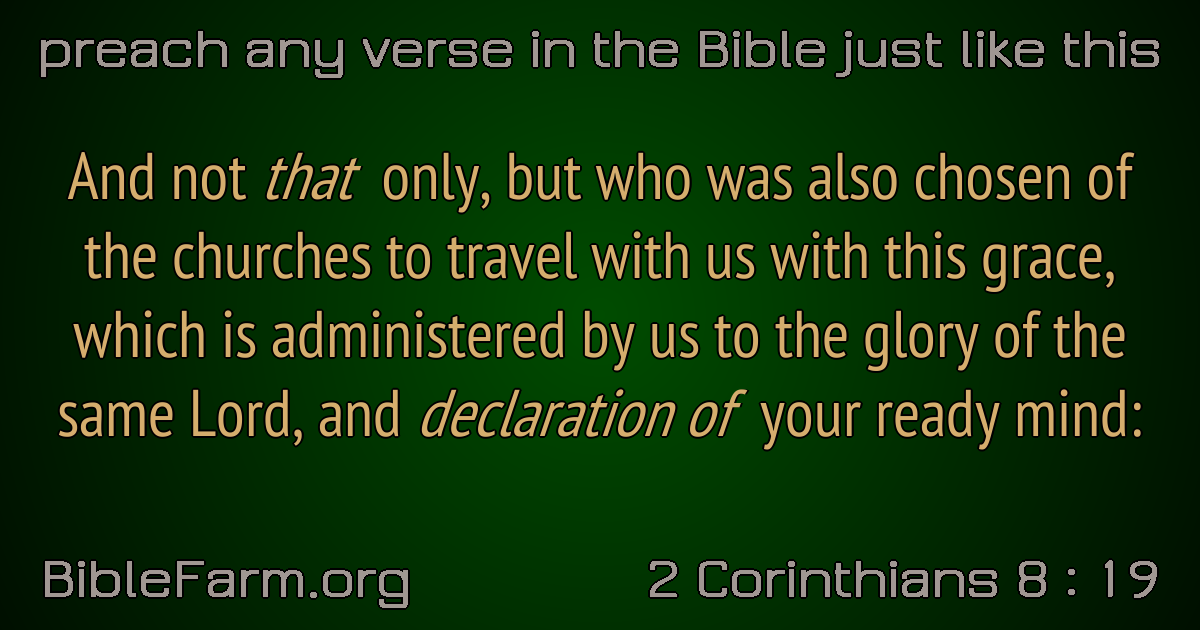 preach any verse in the Bible just like this
And not that only, but who was also chosen of
the churches to travel with us with this grace,
which is administered by us to the glory of the
same Lord, and declaration of your ready mind:
BibleFarm.org
2 Corinthians 8 : 19